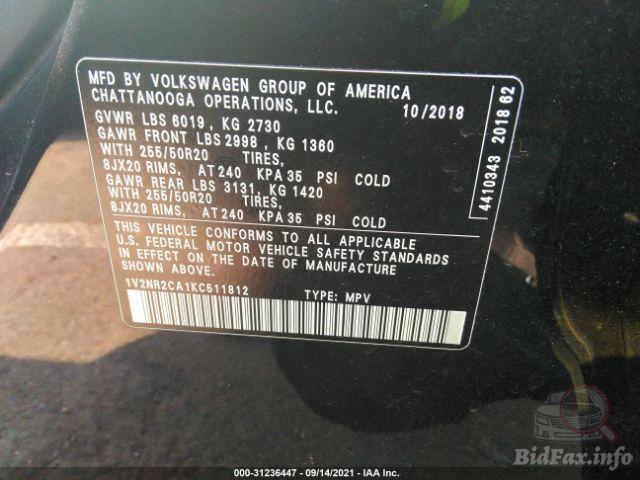 MFD BY VOLKSWAGEN GROUP OF AMERICA
CHATTANOOGA OPERATIONS, LLC. 10/2018
GVWR LBS 6019, KG 2730
GAWR FRONT LBS 2998, KG 1360
WITH 255/50R20 TIRES,
8JX20 RIMS, AT 240 KPA 35 PSI COLD
GAWR REAR LBS 3131, KG 1420
WITH 255/50R20 TIRES,
8JX20 RIMS, AT 240 KPA 35 PSI COLD
THIS VEHICLE CONFORMS TO ALL APPLICABLE
U.S. FEDERAL MOTOR VEHICLE SAFETY STANDARDS
IN EFFECT ON THE DATE OF MANUFACTURE
SHOWN ABOVE.
1V2NR2CA1KC511812 TYPE: MPV
4410343 2018 62
BidFax.info
000-31236447 - 09/14/2021 - IAA Inc.